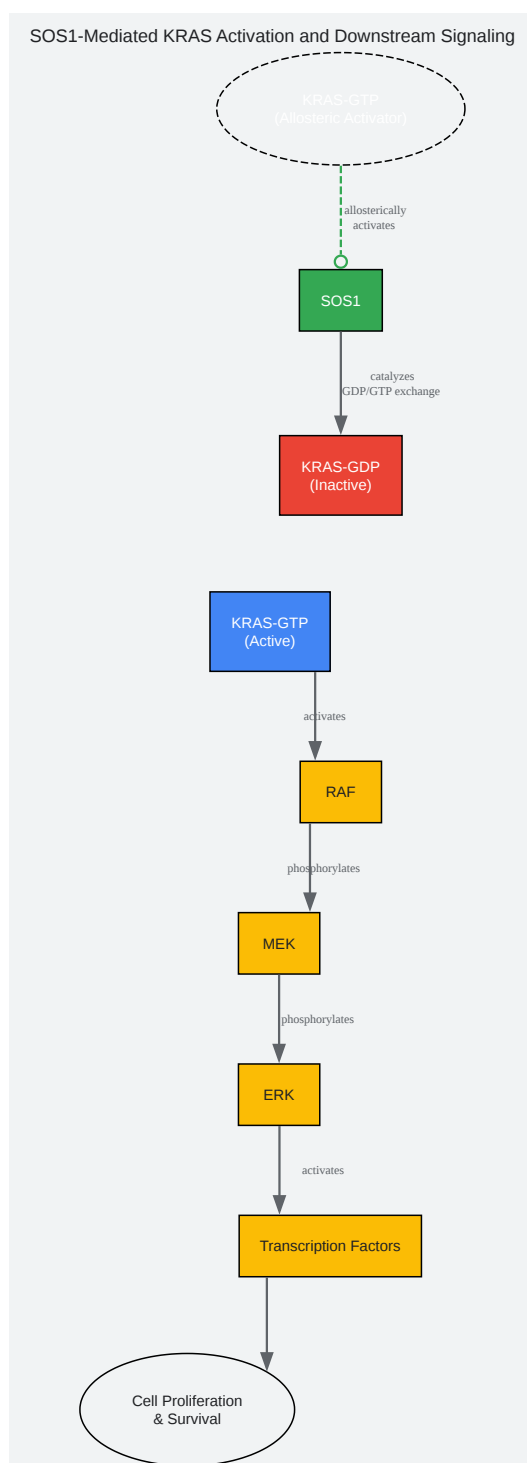 SOS1-Mediated KRAS Activation and Downstream Signaling
KRAS-GTP
(Allosteric Activator)
allosterically
activates
SOS1
catalyzes
GDP/GTP exchange
KRAS-GDP
(Inactive)
KRAS-GTP
(Active)
activates
RAF
phosphorylates
MEK
phosphorylates
ERK
activates
Transcription Factors
Cell Proliferation
& Survival